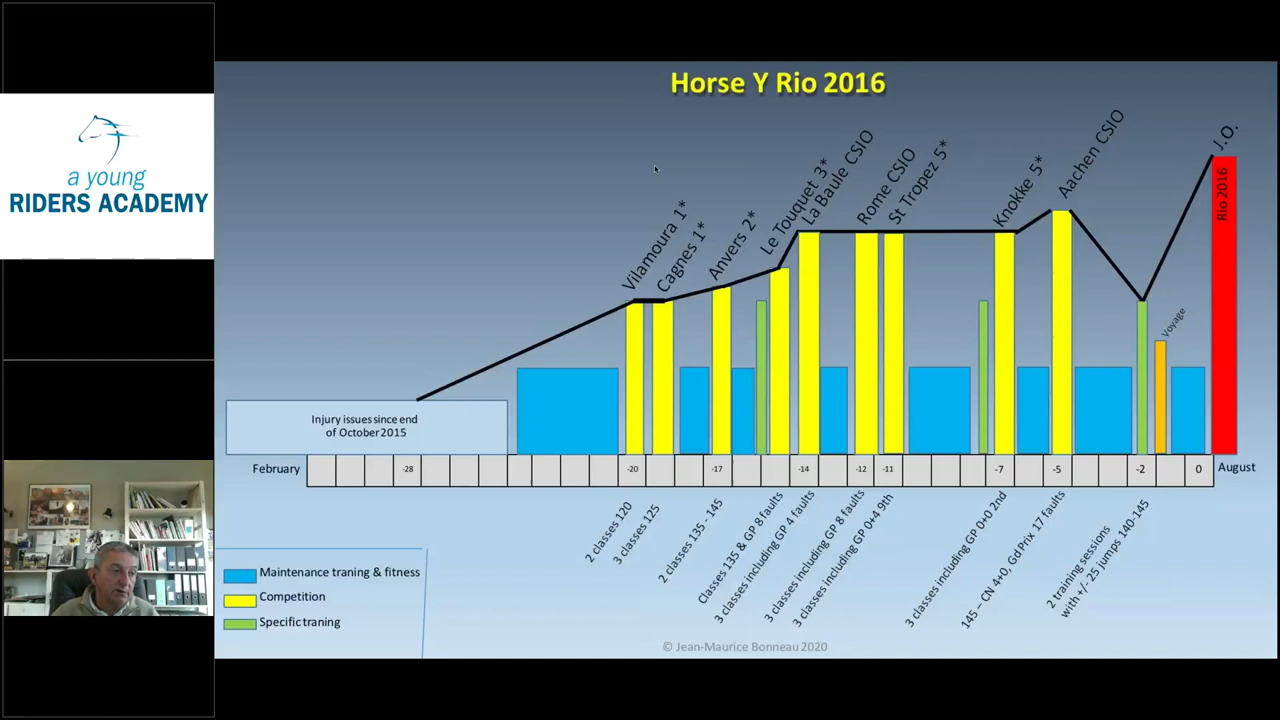 a young
RIDERS ACADEMY
Horse Y Rio 2016
Vilamoura 1*
Cagnes 1*
Anvers 2*
Le Touquet 3*
La Baule CSIO
Rome CSIO
St Tropez 5*
Knokke 5*
Aachen CSIO
J.O.
Rio 2016
Voyage
Injury issues since end
of October 2015
February
-28
-20
-17
-14
-12
-11
-7
-5
-2
0
August
2 classes 120
3 classes 125
2 classes 135 - 145
Classes 135 & GP 8 faults
3 classes including GP 4 faults
3 classes including GP 8 faults
3 classes including GP 0+4 9th
3 classes including GP 0+0 2nd
145 – CN 4+0, Gd Prix 17 faults
2 training sessions
with +/- 25 jumps 140-145
Maintenance traning & fitness
Competition
Specific traning
© Jean-Maurice Bonneau 2020